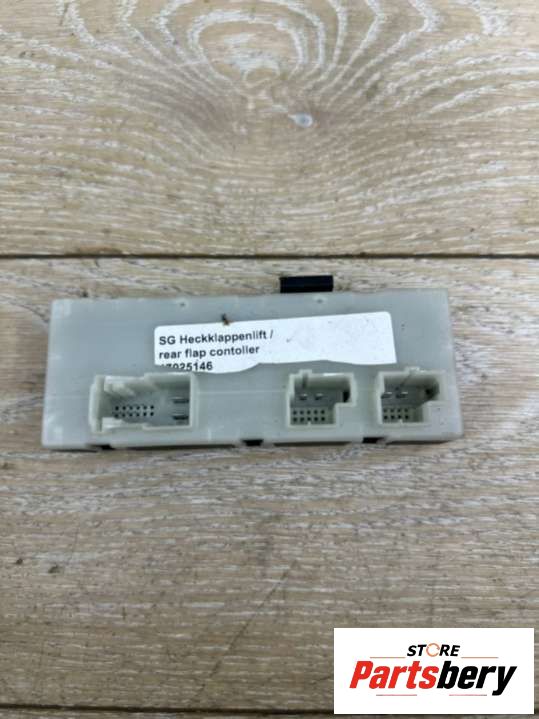 SG Heckklappenlift /
rear flap contoller
STORE
Partsbery